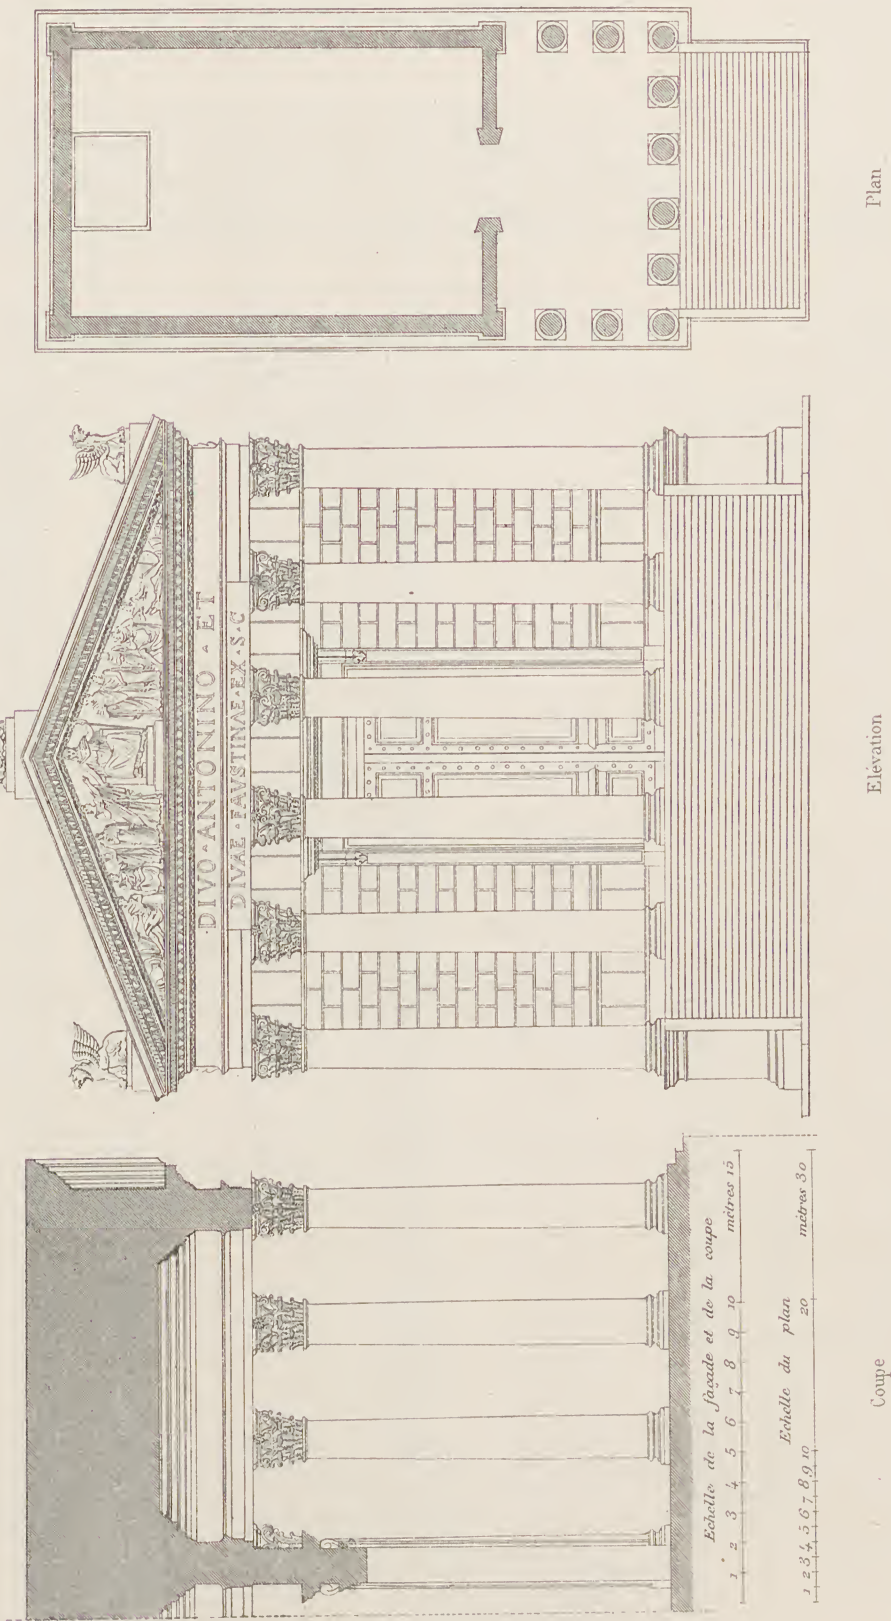 DIVO·ANTONINO·ET
DIVAE·FAVSTINAE·EX·S·C
Echelle de la façade et de la coupe
1 2 3 4 5 6 7 8 9 10 mètres 15
Echelle du plan
1 2 3 4 5 6 7 8 9 10 20 mètres 30
Coupe
Elévation
Plan